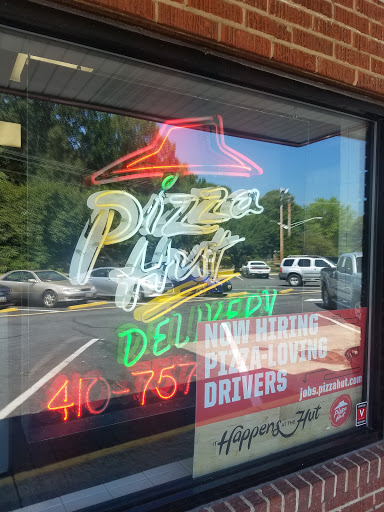 Pizza
Hut
DELIVERY
410-757
NOW HIRING
PIZZA-LOVING
DRIVERS
jobs.pizzahut.com
IT Happens AT THE Hut